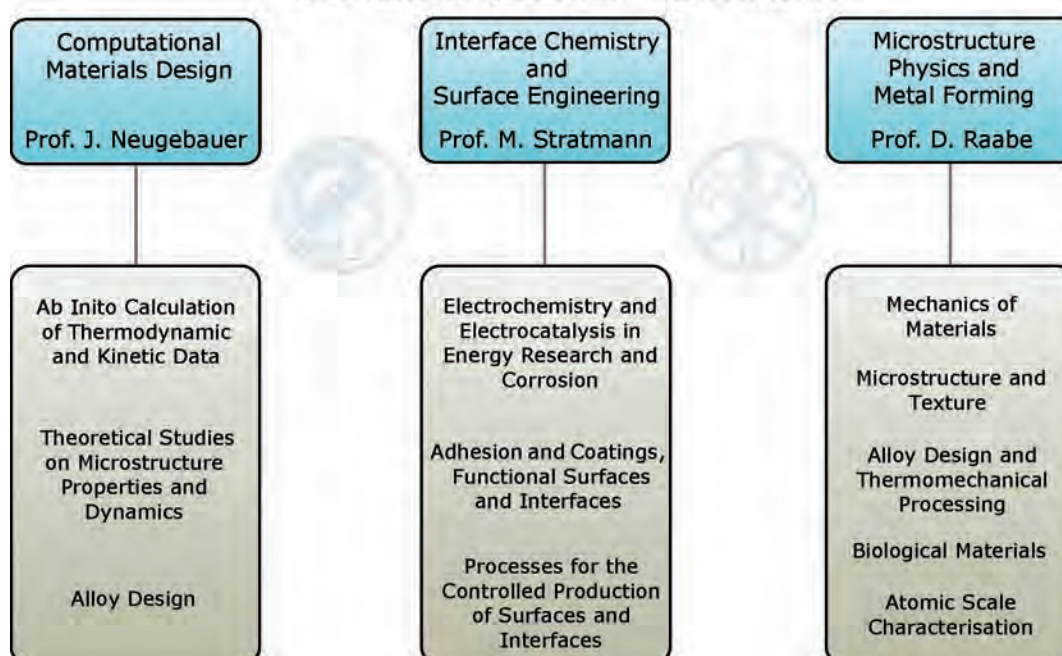 Computational
Materials Design
Prof. J. Neugebauer
Interface Chemistry
and
Surface Engineering
Prof. M. Stratmann
Microstructure
Physics and
Metal Forming
Prof. D. Raabe
Ab Inito Calculation
of Thermodynamic
and Kinetic Data
Theoretical Studies
on Microstructure
Properties and
Dynamics
Alloy Design
Electrochemistry and
Electrocatalysis in
Energy Research and
Corrosion
Adhesion and Coatings,
Functional Surfaces
and Interfaces
Processes for the
Controlled Production
of Surfaces and
Interfaces
Mechanics of
Materials
Microstructure and
Texture
Alloy Design and
Thermomechanical
Processing
Biological Materials
Atomic Scale
Characterisation